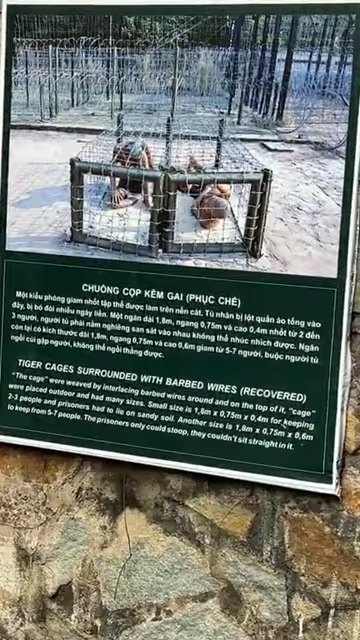 CHUỒNG CỌP KẼM GAI (PHỤC CHẾ)
Một kiểu phòng giam nhốt tập thể được làm trên nền cát. Tù nhân bị lột quần áo tống vào
đây, bị bỏ đói nhiều ngày liền. Một ngăn dài 1,8m, ngang 0,75m và cao 0,4m nhốt từ 2 đến
3 người, người tù phải nằm nghiêng san sát vào nhau không thể nhúc nhích được. Ngăn
còn lại có kích thước dài 1,8m, ngang 0,75m và cao 0,6m giam từ 5-7 người, buộc người tù
ngồi cúi gập người, không thể ngồi thẳng được.
TIGER CAGES SURROUNDED WITH BARBED WIRES (RECOVERED)
"The cage" were weaved by interlacing barbed wires around and on the top of it, "cage"
were placed outdoor and had many sizes. Small size is 1,8m x 0,75m x 0,4m for keeping
2-3 people and prisoners had to lie on sandy soil. Another size is 1,8m x 0,75m x 0,6m
to keep from 5-7 people. The prisoners only could stoop, they couldn't sit straight in it.